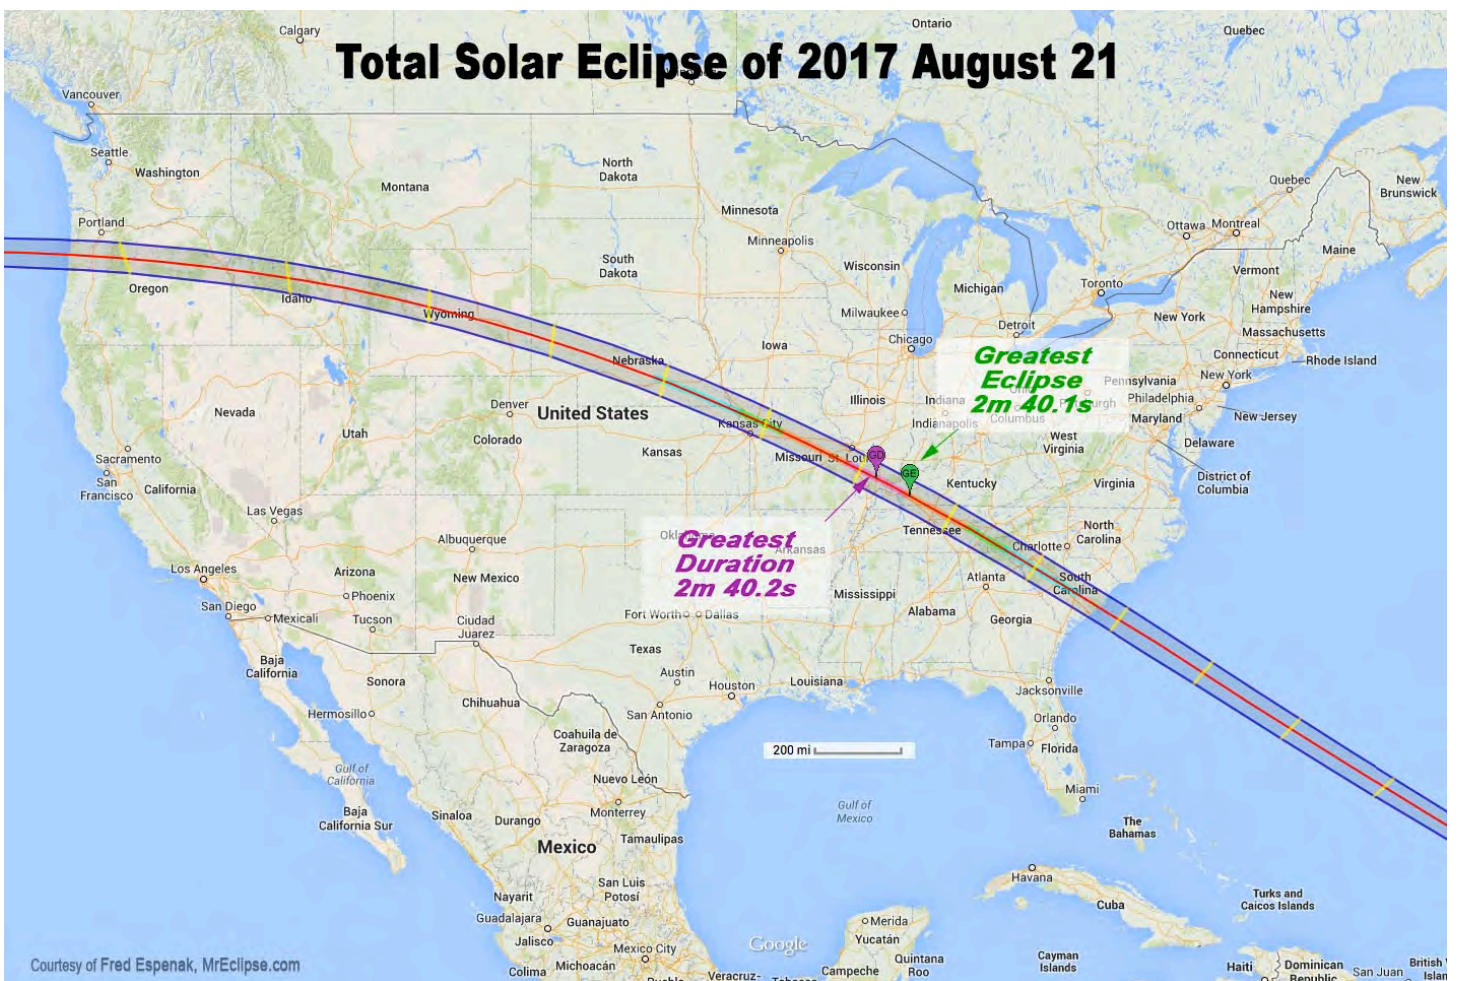 Total Solar Eclipse of 2017 August 21
Calgary
Ontario
Quebec
Vancouver
Seattle
Washington
Montana
North
Dakota
Minnesota
Quebec
New
Brunswick
Portland
Ottawa
Montreal
Minneapolis
Maine
South
Dakota
Wisconsin
Michigan
Toronto
Vermont
Oregon
Idaho
Wyoming
Milwaukee
Detroit
New York
New
Hampshire
Massachusetts
Chicago
Iowa
Nebraska
Greatest
Eclipse
2m 40.1s
Connecticut
Rhode Island
Pennsylvania
New York
Philadelphia
Illinois
Indiana
Indianapolis
Columbus
Maryland
New Jersey
Denver
United States
Nevada
Utah
Colorado
Kansas City
Kansas
Missouri
West
Virginia
Delaware
District of
Columbia
GD
GE
Kentucky
Virginia
Sacramento
San
Francisco
California
Las Vegas
Tennessee
North
Carolina
Charlotte
Albuquerque
New Mexico
Greatest
Duration
2m 40.2s
Arkansas
Los Angeles
Arizona
Phoenix
Atlanta
South
Carolina
Mississippi
Alabama
Georgia
San Diego
Mexicali
Tucson
Ciudad
Juarez
Fort Worth
Dallas
Texas
Baja
California
Sonora
Chihuahua
Austin
Houston
Louisiana
Jacksonville
Hermosillo
San Antonio
Orlando
Tampa
Florida
Coahuila de
Zaragoza
200 mi
Gulf of
California
Nuevo León
Miami
Baja
California Sur
Sinaloa
Durango
Monterrey
Tamaulipas
Gulf of
Mexico
The
Bahamas
Mexico
Havana
Cuba
Turks and
Caicos Islands
San Luis
Potosí
Nayarit
Guadalajara
Guanajuato
Jalisco
Mexico City
Colima
Michoacán
Google
Merida
Yucatán
Quintana
Roo
Campeche
Cayman
Islands
Haiti
Dominican
Republic
San Juan
British
Courtesy of Fred Espenak, MrEclipse.com